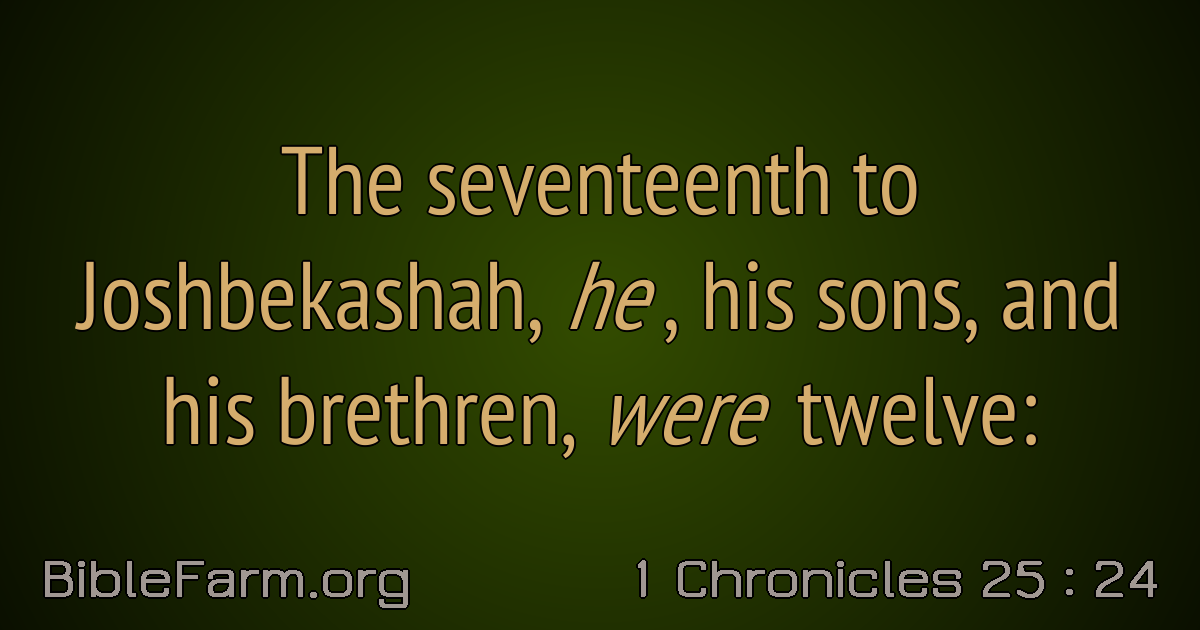 The seventeenth to
Joshbekashah, he , his sons, and
his brethren, were twelve:
BibleFarm.org
1 Chronicles 25 : 24